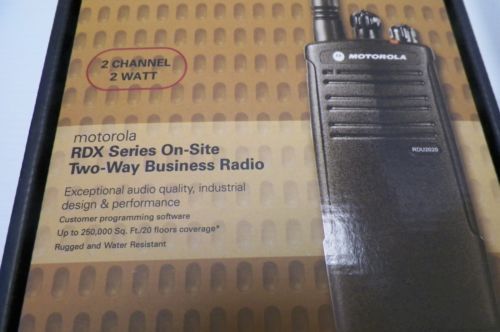 2 CHANNEL
2 WATT
MOTOROLA
RDU2020
motorola
RDX Series On-Site
Two-Way Business Radio
Exceptional audio quality, industrial
design & performance
Customer programming software
Up to 250,000 Sq. Ft./20 floors coverage*
Rugged and Water Resistant